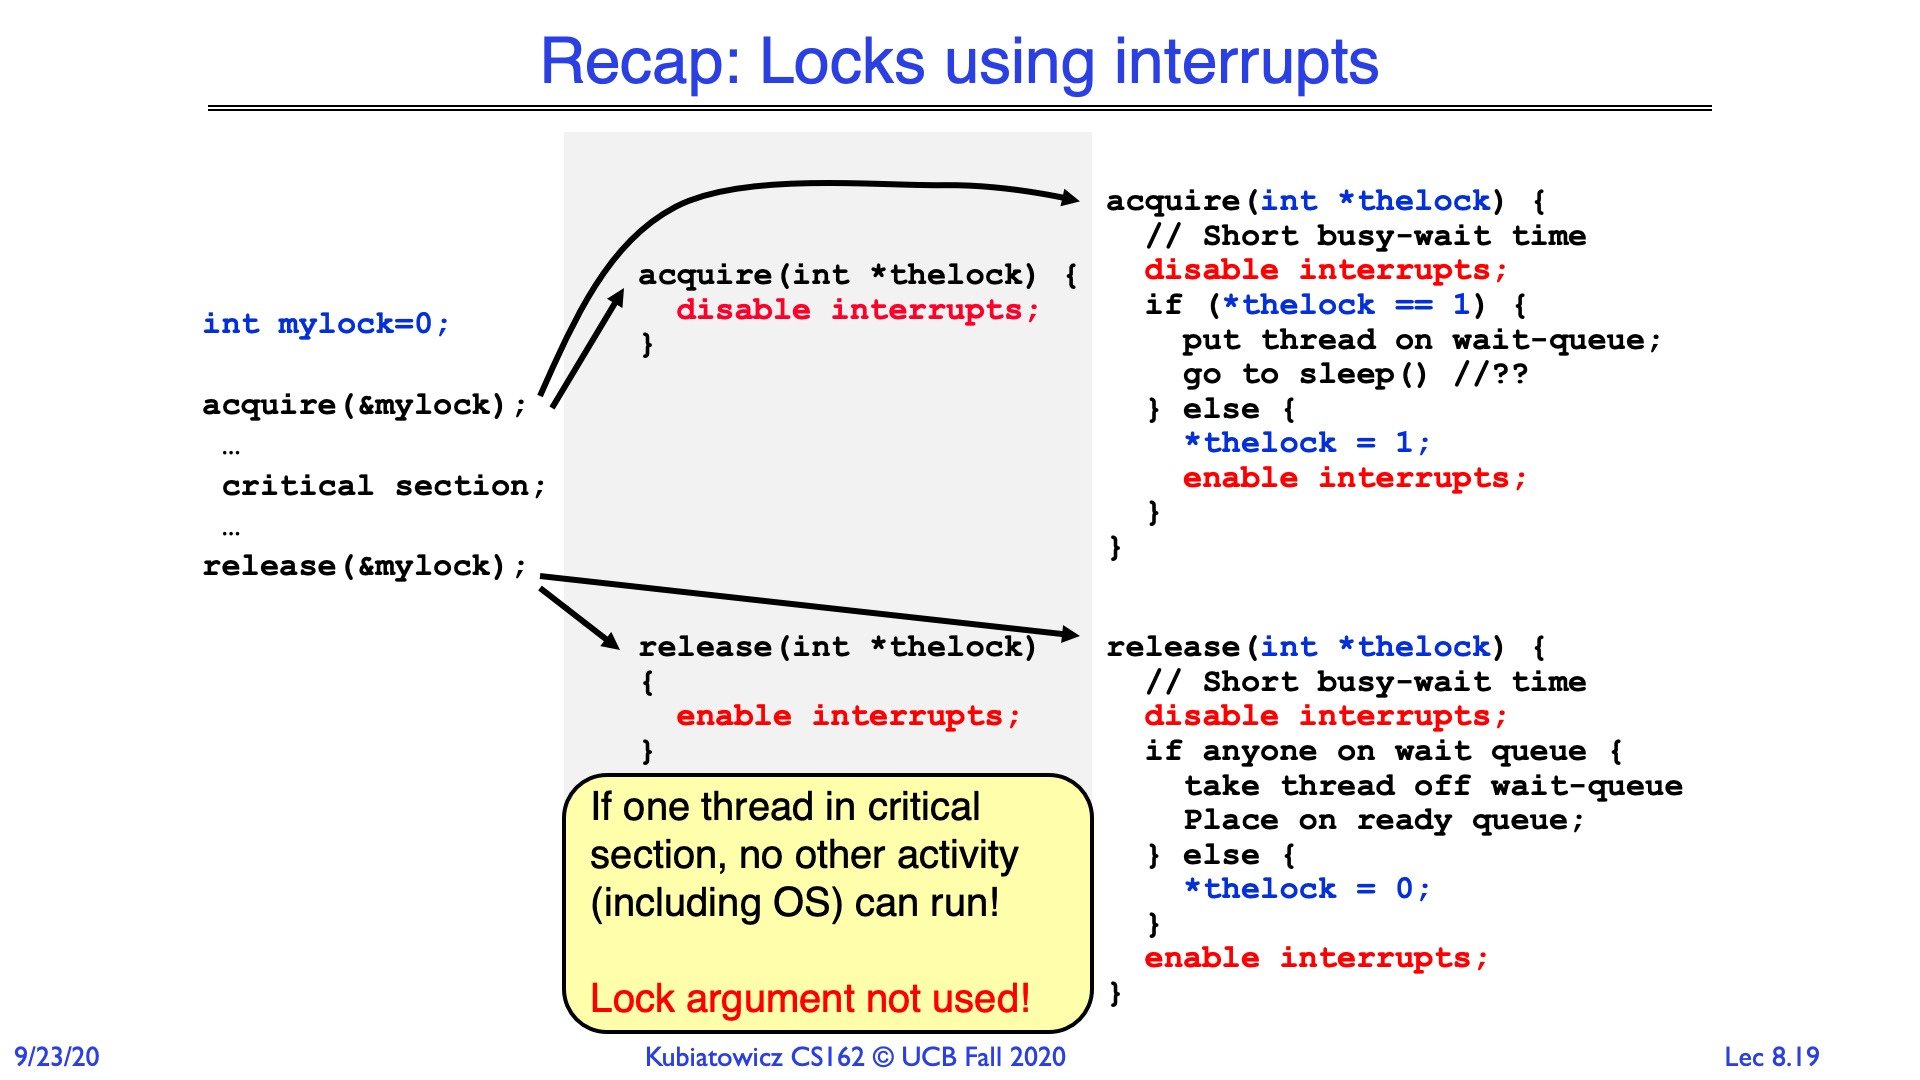 Recap: Locks using interrupts
int mylock=0;
acquire(&mylock);
…
critical section;
…
release(&mylock);
acquire(int *thelock) {
disable interrupts;
}
release(int *thelock)
{
enable interrupts;
}
If one thread in critical
section, no other activity
(including OS) can run!
Lock argument not used!
acquire(int *thelock) {
// Short busy-wait time
disable interrupts;
if (*thelock == 1) {
put thread on wait-queue;
go to sleep() //??
} else {
*thelock = 1;
enable interrupts;
}
}
release(int *thelock) {
// Short busy-wait time
disable interrupts;
if anyone on wait queue {
take thread off wait-queue
Place on ready queue;
} else {
*thelock = 0;
}
enable interrupts;
}
9/23/20
Kubiatowicz CS162 © UCB Fall 2020
Lec 8.19